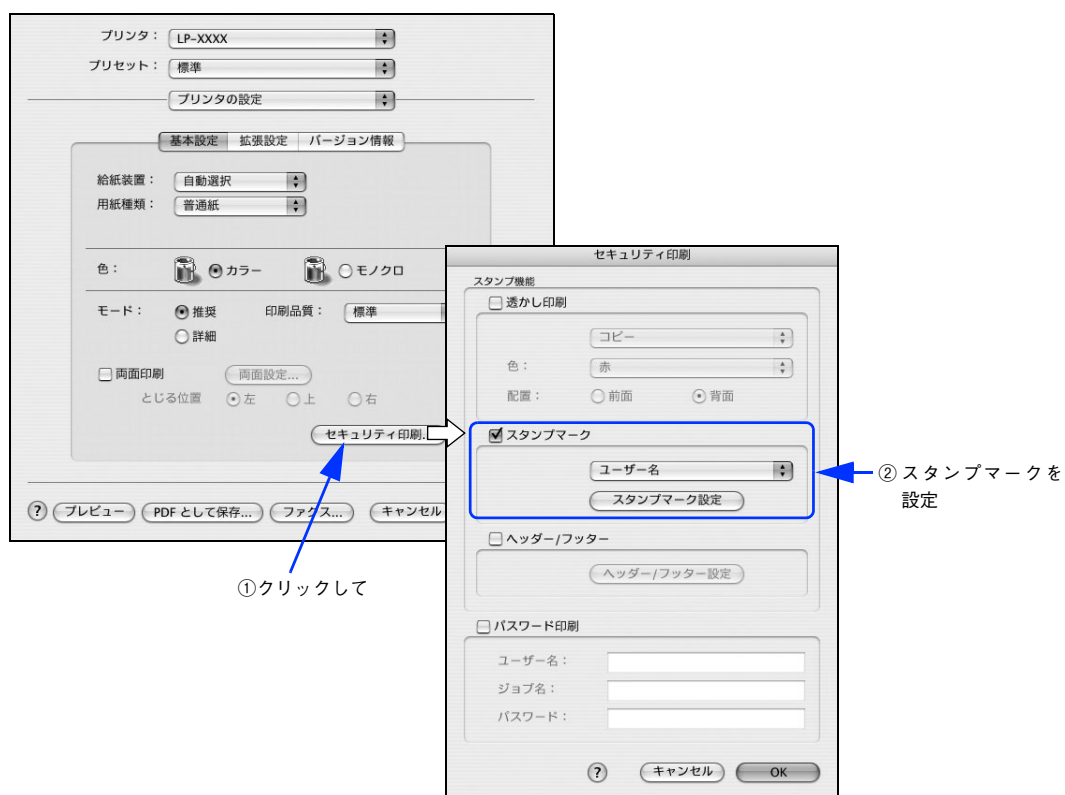 プリンタ： LP-XXXX
プリセット： 標準
プリンタの設定
基本設定 拡張設定 バージョン情報
給紙装置： 自動選択
用紙種類： 普通紙
色： カラー モノクロ
モード： 推奨 印刷品質： 標準
詳細
両面印刷 両面設定...
とじる位置 左 上 右
セキュリティ印刷.
? プレビュー PDF として保存... ファクス... キャンセル
①クリックして
セキュリティ印刷
スタンプ機能
透かし印刷
コピー
色： 赤
配置： 前面 背面
スタンプマーク
ユーザー名
スタンプマーク設定
②スタンプマークを
設定
ヘッダー/フッター
ヘッダー/フッター設定
パスワード印刷
ユーザー名：
ジョブ名：
パスワード：
? キャンセル OK